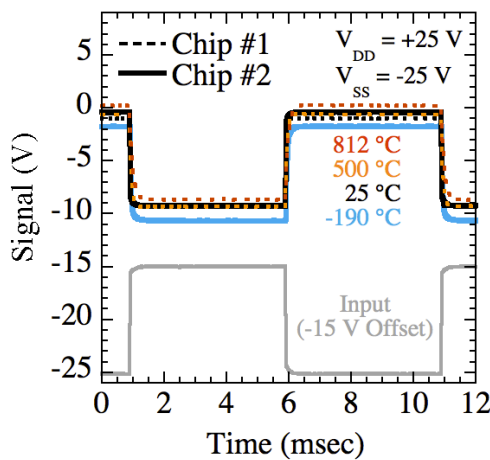 Chip #1
Chip #2
V_DD = +25 V
V_SS = -25 V
812 °C
500 °C
25 °C
-190 °C
Input
(-15 V Offset)
Signal (V)
5
0
-5
-10
-15
-20
-25
0 2 4 6 8 10 12
Time (msec)